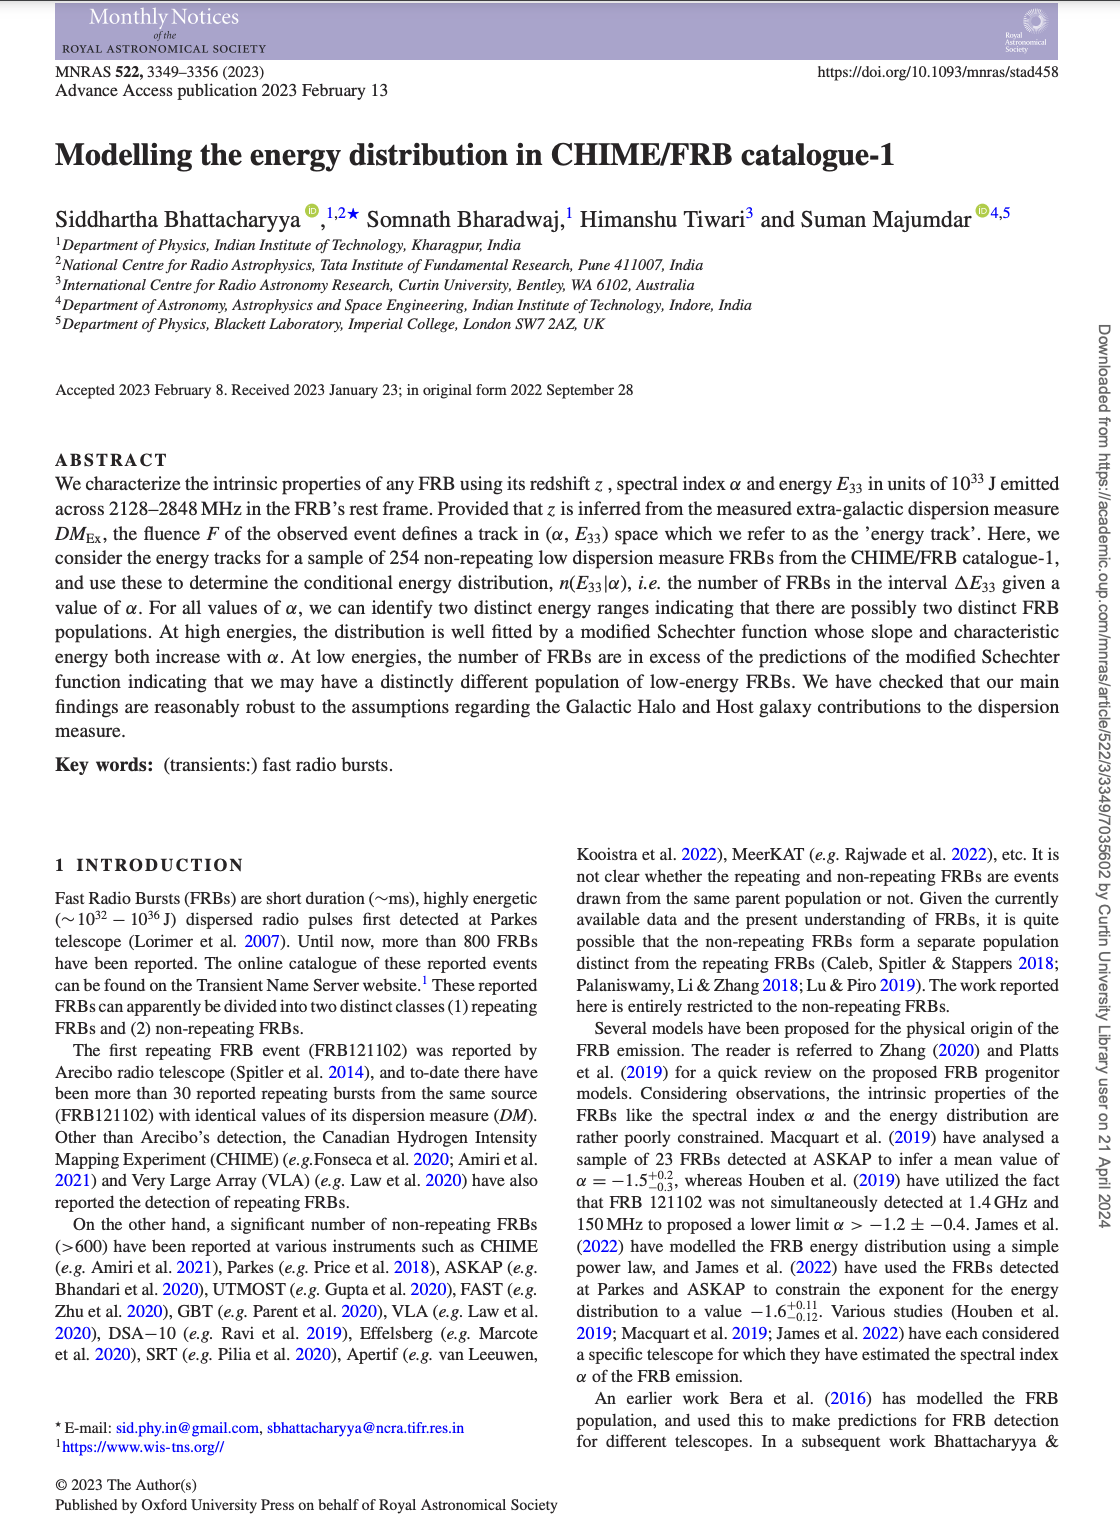 Monthly Notices
of the
ROYAL ASTRONOMICAL SOCIETY
Royal
Astronomical
Society
MNRAS 522, 3349–3356 (2023)
https://doi.org/10.1093/mnras/stad458
Advance Access publication 2023 February 13
Modelling the energy distribution in CHIME/FRB catalogue-1
Siddhartha Bhattacharyya , 1,2★ Somnath Bharadwaj,1 Himanshu Tiwari3 and Suman Majumdar 4,5
1Department of Physics, Indian Institute of Technology, Kharagpur, India
2National Centre for Radio Astrophysics, Tata Institute of Fundamental Research, Pune 411007, India
3International Centre for Radio Astronomy Research, Curtin University, Bentley, WA 6102, Australia
4Department of Astronomy, Astrophysics and Space Engineering, Indian Institute of Technology, Indore, India
5Department of Physics, Blackett Laboratory, Imperial College, London SW7 2AZ, UK
Accepted 2023 February 8. Received 2023 January 23; in original form 2022 September 28
ABSTRACT
We characterize the intrinsic properties of any FRB using its redshift z , spectral index α and energy E33 in units of 10^33 J emitted
across 2128–2848 MHz in the FRB's rest frame. Provided that z is inferred from the measured extra-galactic dispersion measure
DMEx, the fluence F of the observed event defines a track in (α, E33) space which we refer to as the 'energy track'. Here, we
consider the energy tracks for a sample of 254 non-repeating low dispersion measure FRBs from the CHIME/FRB catalogue-1,
and use these to determine the conditional energy distribution, n(E33|α), i.e. the number of FRBs in the interval ΔE33 given a
value of α. For all values of α, we can identify two distinct energy ranges indicating that there are possibly two distinct FRB
populations. At high energies, the distribution is well fitted by a modified Schechter function whose slope and characteristic
energy both increase with α. At low energies, the number of FRBs are in excess of the predictions of the modified Schechter
function indicating that we may have a distinctly different population of low-energy FRBs. We have checked that our main
findings are reasonably robust to the assumptions regarding the Galactic Halo and Host galaxy contributions to the dispersion
measure.
Key words: (transients:) fast radio bursts.
1 INTRODUCTION
Fast Radio Bursts (FRBs) are short duration (∼ms), highly energetic
(∼10^32 − 10^36 J) dispersed radio pulses first detected at Parkes
telescope (Lorimer et al. 2007). Until now, more than 800 FRBs
have been reported. The online catalogue of these reported events
can be found on the Transient Name Server website.1 These reported
FRBs can apparently be divided into two distinct classes (1) repeating
FRBs and (2) non-repeating FRBs.
The first repeating FRB event (FRB121102) was reported by
Arecibo radio telescope (Spitler et al. 2014), and to-date there have
been more than 30 reported repeating bursts from the same source
(FRB121102) with identical values of its dispersion measure (DM).
Other than Arecibo's detection, the Canadian Hydrogen Intensity
Mapping Experiment (CHIME) (e.g.Fonseca et al. 2020; Amiri et al.
2021) and Very Large Array (VLA) (e.g. Law et al. 2020) have also
reported the detection of repeating FRBs.
On the other hand, a significant number of non-repeating FRBs
(>600) have been reported at various instruments such as CHIME
(e.g. Amiri et al. 2021), Parkes (e.g. Price et al. 2018), ASKAP (e.g.
Bhandari et al. 2020), UTMOST (e.g. Gupta et al. 2020), FAST (e.g.
Zhu et al. 2020), GBT (e.g. Parent et al. 2020), VLA (e.g. Law et al.
2020), DSA−10 (e.g. Ravi et al. 2019), Effelsberg (e.g. Marcote
et al. 2020), SRT (e.g. Pilia et al. 2020), Apertif (e.g. van Leeuwen,
★ E-mail: sid.phy.in@gmail.com, sbhattacharyya@ncra.tifr.res.in
1https://www.wis-tns.org//
Kooistra et al. 2022), MeerKAT (e.g. Rajwade et al. 2022), etc. It is
not clear whether the repeating and non-repeating FRBs are events
drawn from the same parent population or not. Given the currently
available data and the present understanding of FRBs, it is quite
possible that the non-repeating FRBs form a separate population
distinct from the repeating FRBs (Caleb, Spitler & Stappers 2018;
Palaniswamy, Li & Zhang 2018; Lu & Piro 2019). The work reported
here is entirely restricted to the non-repeating FRBs.
Several models have been proposed for the physical origin of the
FRB emission. The reader is referred to Zhang (2020) and Platts
et al. (2019) for a quick review on the proposed FRB progenitor
models. Considering observations, the intrinsic properties of the
FRBs like the spectral index α and the energy distribution are
rather poorly constrained. Macquart et al. (2019) have analysed a
sample of 23 FRBs detected at ASKAP to infer a mean value of
α = −1.5+0.2−0.3, whereas Houben et al. (2019) have utilized the fact
that FRB 121102 was not simultaneously detected at 1.4 GHz and
150 MHz to proposed a lower limit α > −1.2 ± −0.4. James et al.
(2022) have modelled the FRB energy distribution using a simple
power law, and James et al. (2022) have used the FRBs detected
at Parkes and ASKAP to constrain the exponent for the energy
distribution to a value −1.6+0.11−0.12. Various studies (Houben et al.
2019; Macquart et al. 2019; James et al. 2022) have each considered
a specific telescope for which they have estimated the spectral index
α of the FRB emission.
An earlier work Bera et al. (2016) has modelled the FRB
population, and used this to make predictions for FRB detection
for different telescopes. In a subsequent work Bhattacharyya &
© 2023 The Author(s)
Published by Oxford University Press on behalf of Royal Astronomical Society
Downloaded from https://academic.oup.com/mnras/article/522/3/3349/7035602 by Curtin University Library user on 21 April 2024